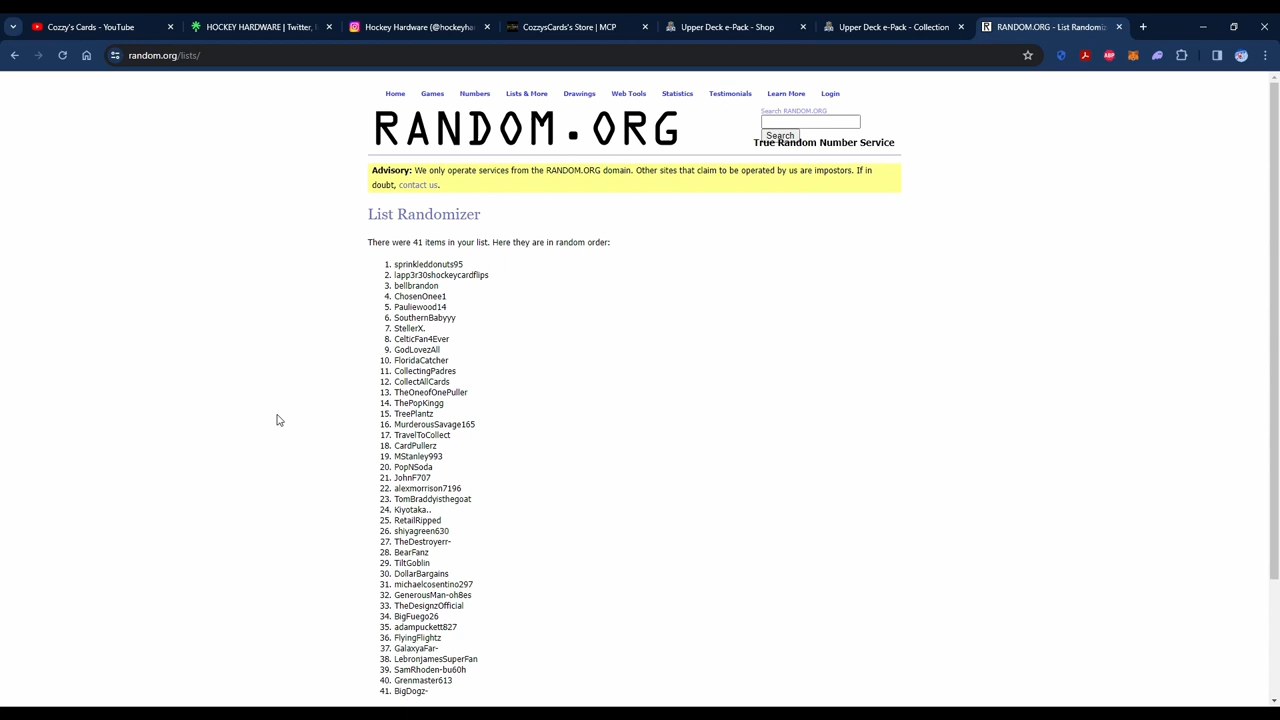 Cozzy's Cards - YouTube
HOCKEY HARDWARE | Twitter, I
Hockey Hardware (@hockeyha
CozzysCards's Store | MCP
Upper Deck e-Pack - Shop
Upper Deck e-Pack - Collection
RANDOM.ORG - List Randomiz
random.org/lists/
Home Games Numbers Lists & More Drawings Web Tools Statistics Testimonials Learn More Login
Search RANDOM.ORG
RANDOM.ORG
Search
True Random Number Service
Advisory: We only operate services from the RANDOM.ORG domain. Other sites that claim to be operated by us are impostors. If in
doubt, contact us.
List Randomizer
There were 41 items in your list. Here they are in random order:
1. sprinkleddonuts95
2. lapp3r30shockeycardflips
3. bellbrandon
4. ChosenOnee1
5. Pauliewood14
6. SouthernBabyyy
7. StellerX.
8. CelticFan4Ever
9. GodLovezAll
10. FloridaCatcher
11. CollectingPadres
12. CollectAllCards
13. TheOneofOnePuller
14. ThePopKingg
15. TreePlantz
16. MurderousSavage165
17. TravelToCollect
18. CardPullerz
19. MStanley993
20. PopNSoda
21. JohnF707
22. alexmorrison7196
23. TomBraddyisthegoat
24. Kiyotaka..
25. RetailRipped
26. shiyagreen630
27. TheDestroyerr-
28. BearFanz
29. TiltGoblin
30. DollarBargains
31. michaelcosentino297
32. GenerousMan-oh8es
33. TheDesignzOfficial
34. BigFuego26
35. adampuckett827
36. FlyingFlightz
37. GalaxyaFar-
38. LebronjamesSuperFan
39. SamRhoden-bu60h
40. Grenmaster613
41. BigDogz-